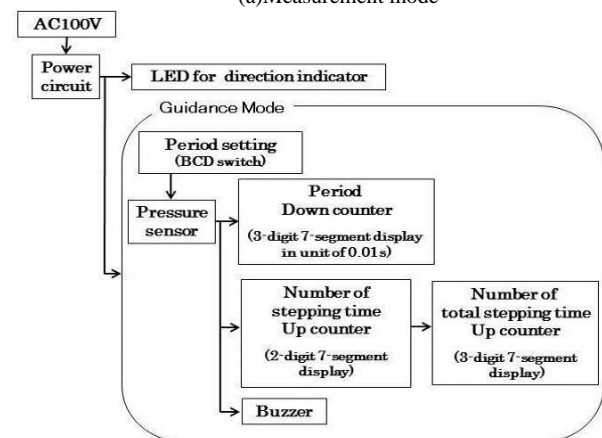 (a)Measurement mode
AC100V
Power
circuit
LED for direction indicator
Guidance Mode
Period setting
(BCD switch)
Pressure
sensor
Period
Down counter
(3-digit 7-segment display
in unit of 0.01s)
Number of
stepping time
Up counter
(2-digit 7-segment
display)
Number of
total stepping time
Up counter
(3-digit 7-segment
display)
Buzzer